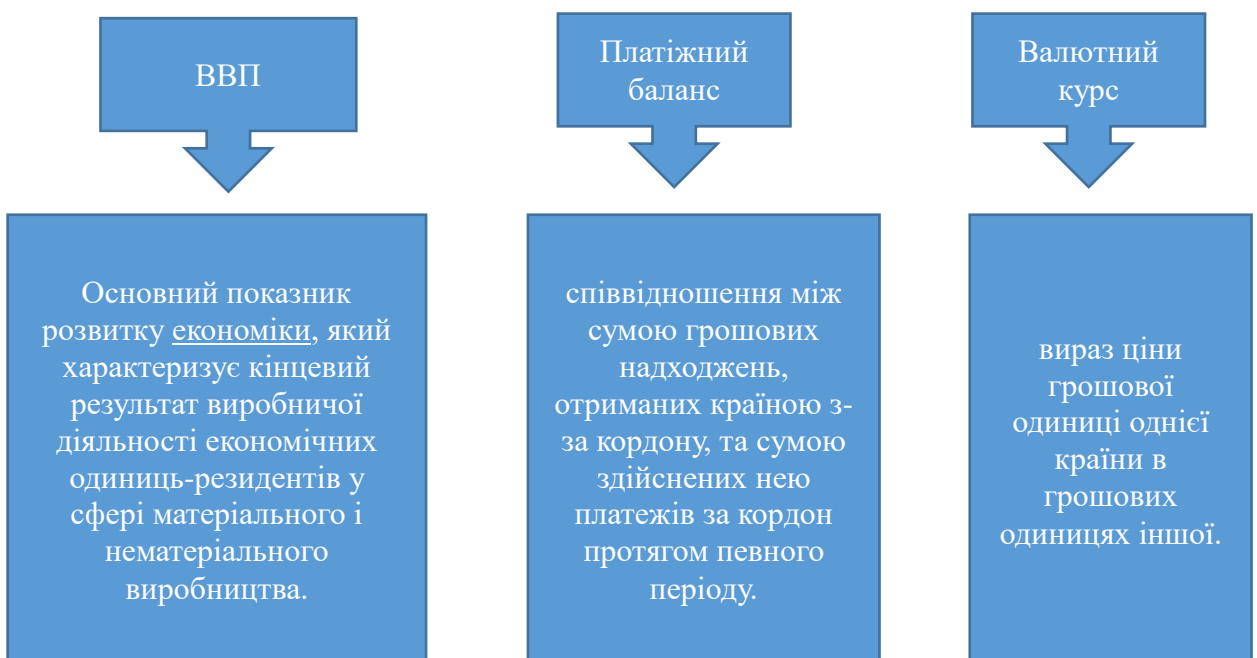 ВВП
Основний показник
розвитку економіки, який
характеризує кінцевий
результат виробничої
діяльності економічних
одиниць-резидентів у
сфері матеріального і
нематеріального
виробництва.
Платіжний
баланс
співвідношення між
сумою грошових
надходжень,
отриманих країною з-
за кордону, та сумою
здійснених нею
платежів за кордон
протягом певного
періоду.
Валютний
курс
вираз ціни
грошової
одиниці однієї
країни в
грошових
одиницях іншої.